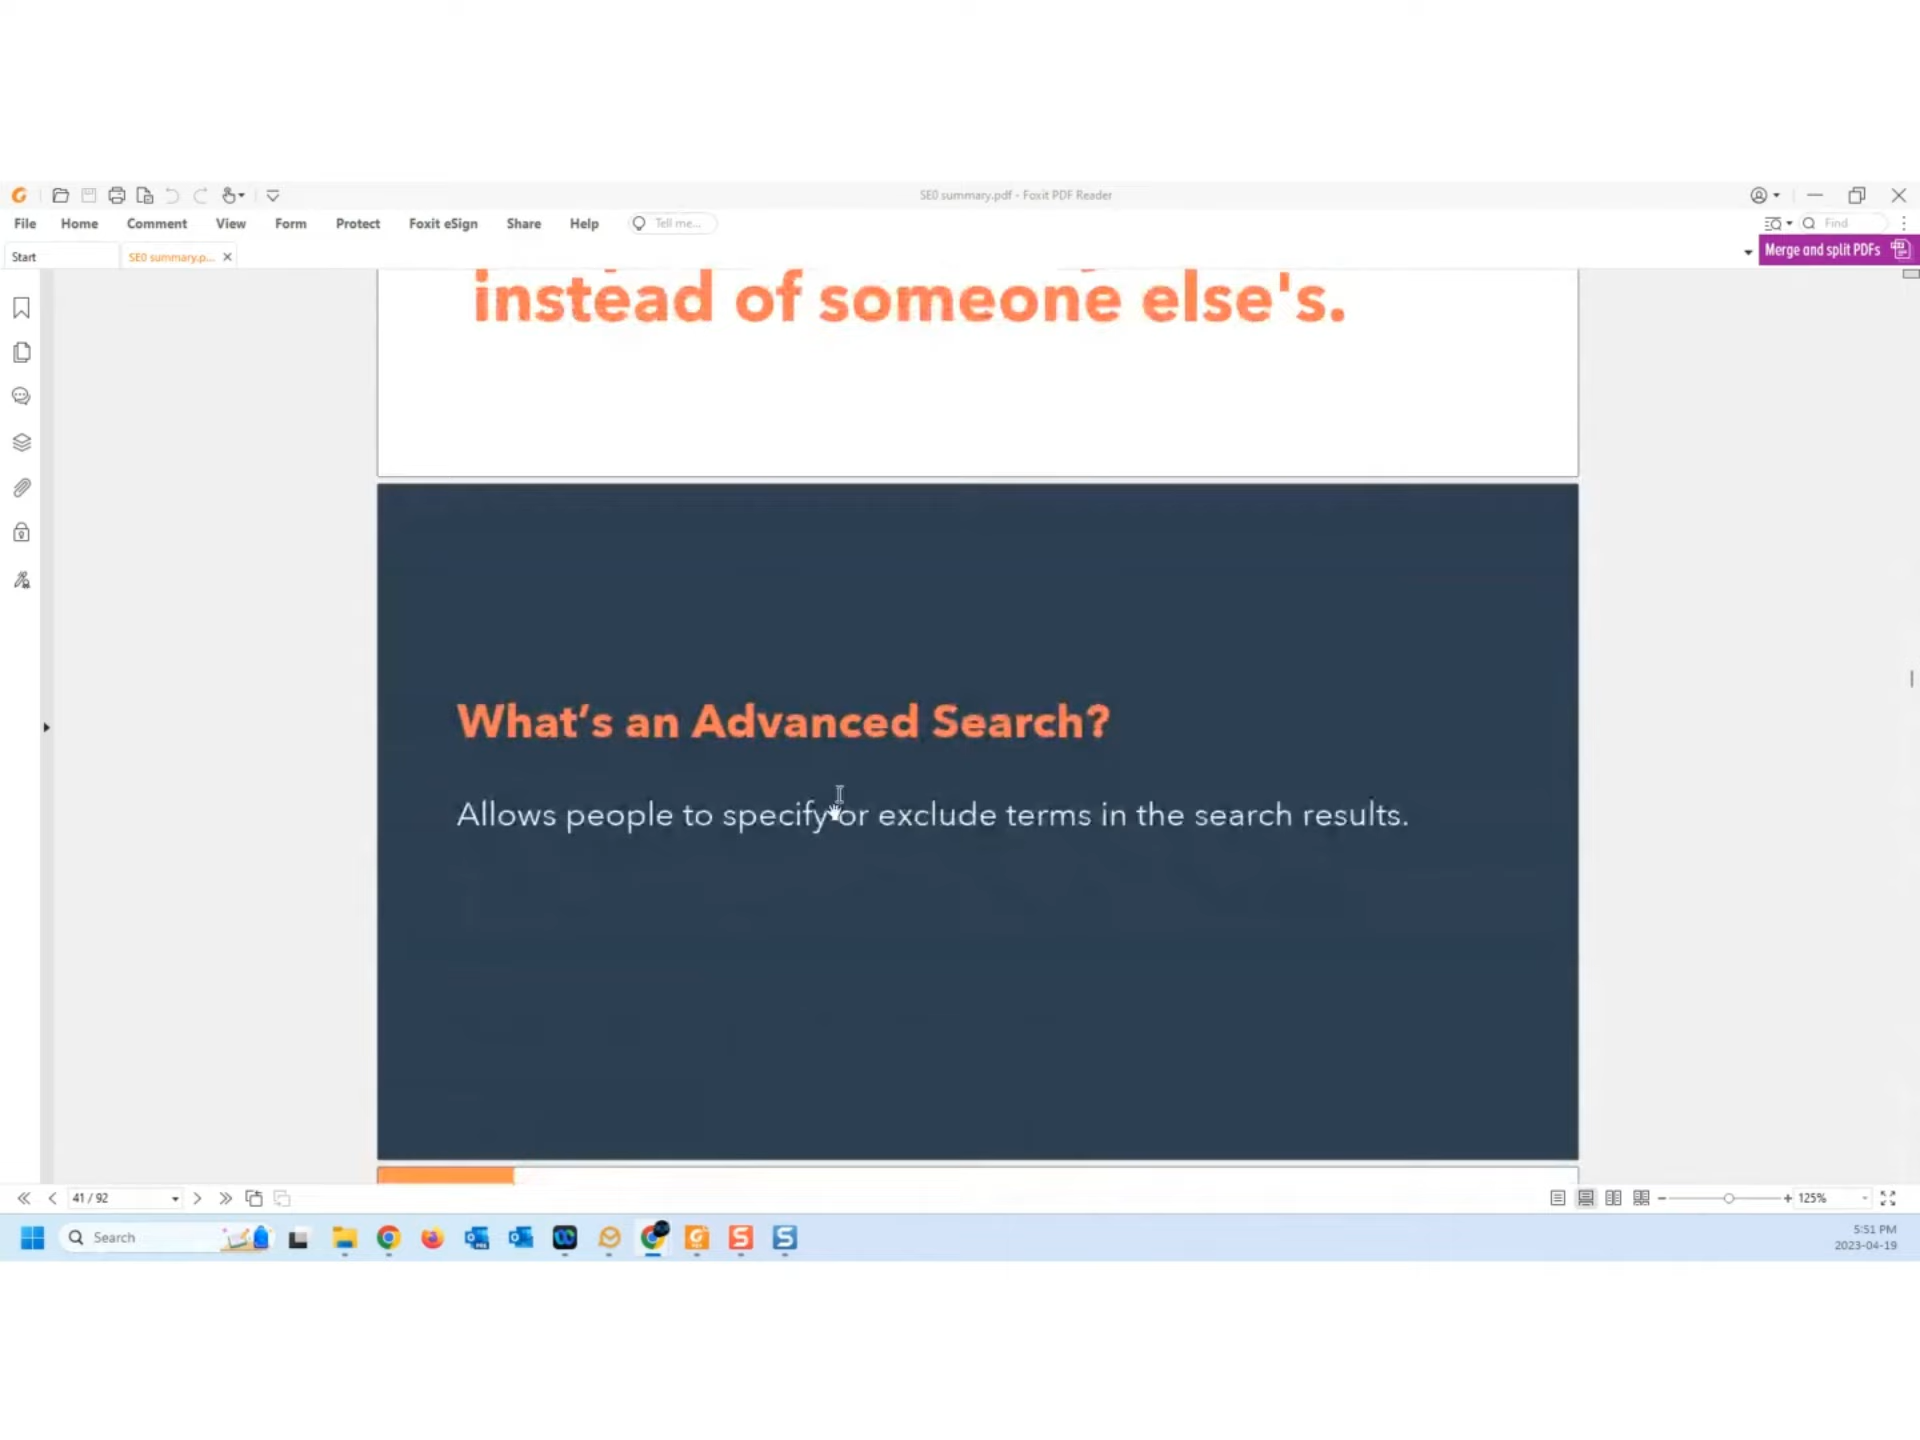 SE0 summary.pdf - Foxit PDF Reader
File Home Comment View Form Protect Foxit eSign Share Help Tell me... Find
Start SE0 summary.p... Merge and split PDFs
instead of someone else's.
What's an Advanced Search?
Allows people to specify or exclude terms in the search results.
41 / 92 125%
Search
5:51 PM
2023-04-19